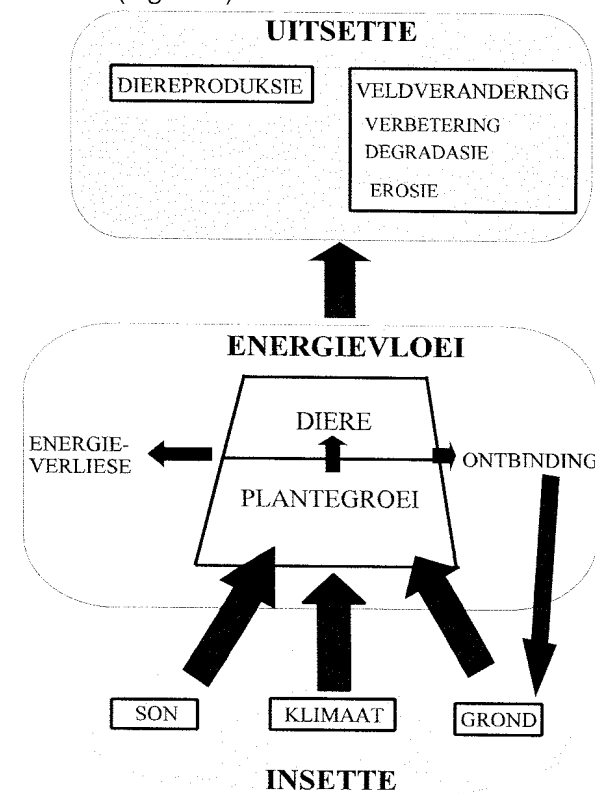 UITSETTE
DIEREPRODUKSIE
VELDVERANDERING
VERBETERING
DEGRADASIE
EROSIE
ENERGIEVLOEI
DIERE
ENERGIE-
VERLIESE
ONTBINDING
PLANTEGROEI
SON
KLIMAAT
GROND
INSETTE